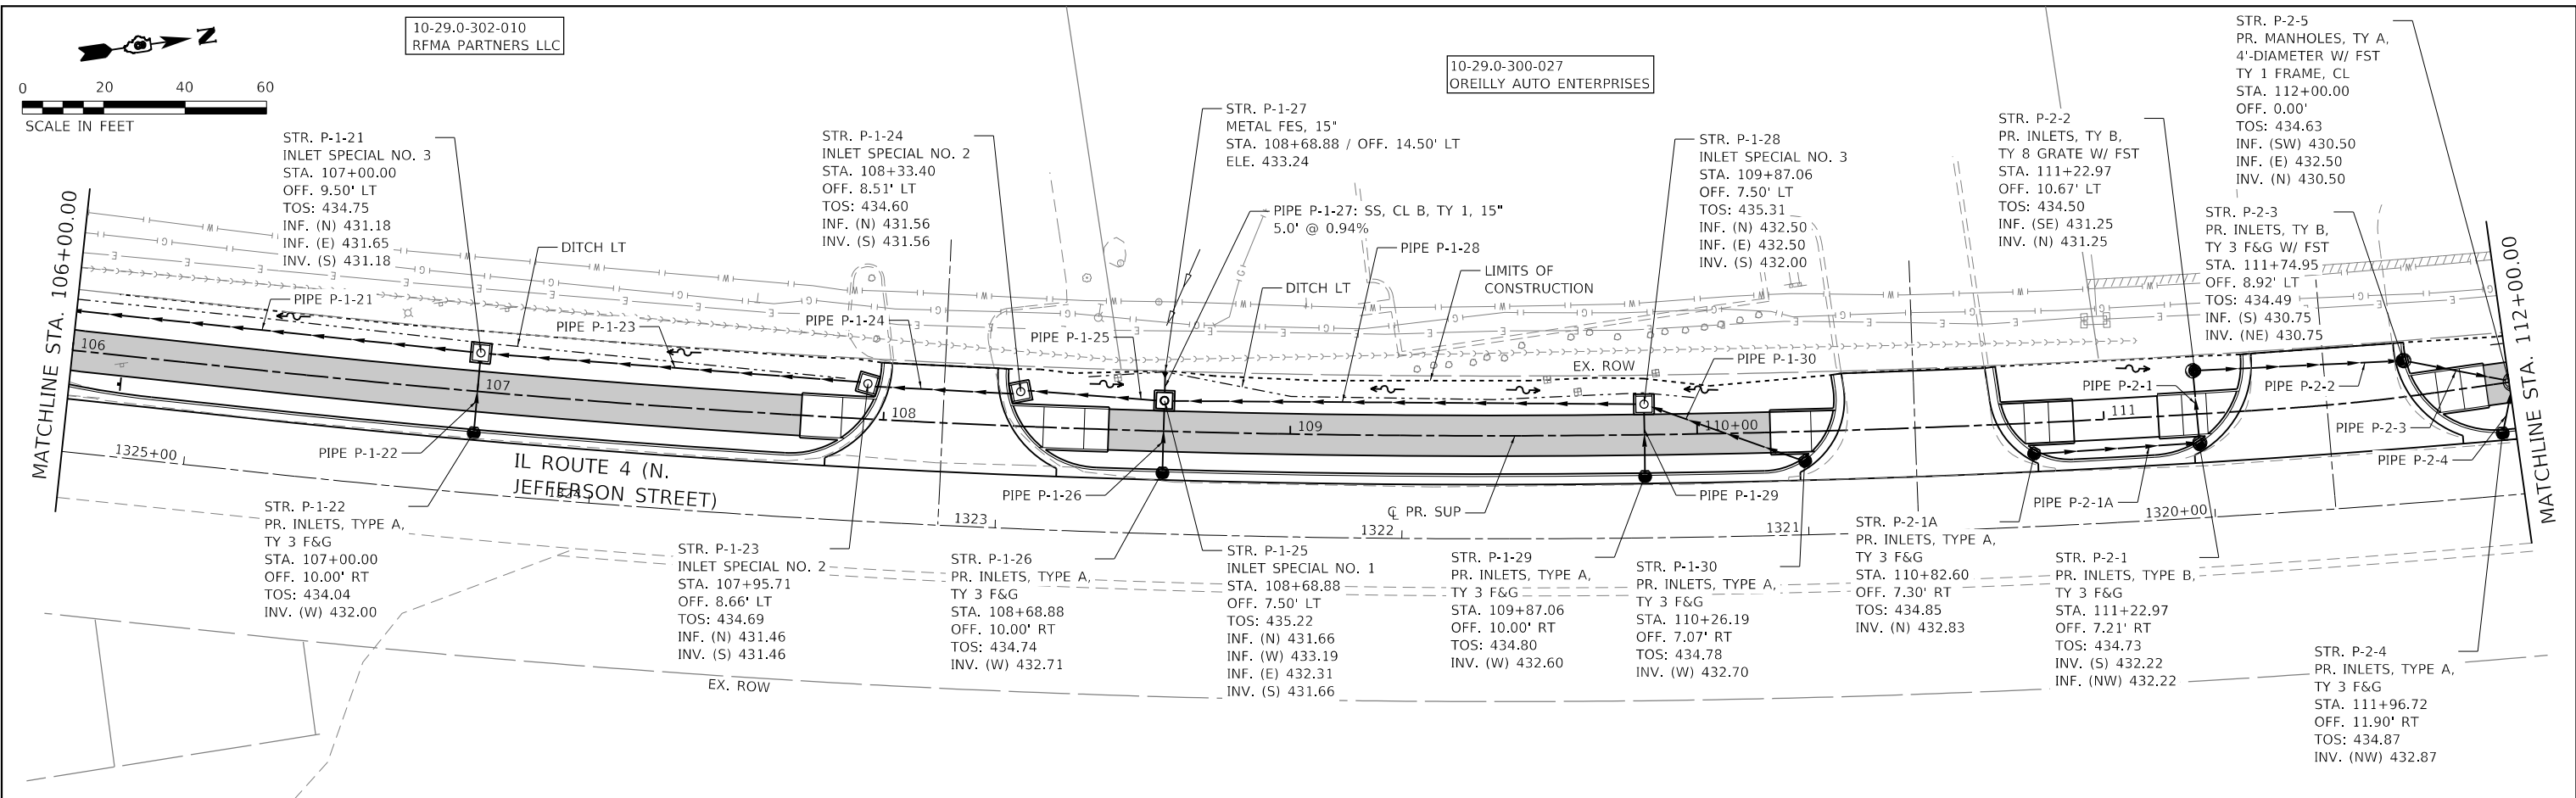 10-29.0-302-010
RFMA PARTNERS LLC
N
0 20 40 60
SCALE IN FEET
10-29.0-300-027
OREILLY AUTO ENTERPRISES
STR. P-1-21
INLET SPECIAL NO. 3
STA. 107+00.00
OFF. 9.50' LT
TOS: 434.75
INF. (N) 431.18
INF. (E) 431.65
INV. (S) 431.18
STR. P-1-24
INLET SPECIAL NO. 2
STA. 108+33.40
OFF. 8.51' LT
TOS: 434.60
INF. (N) 431.56
INV. (S) 431.56
STR. P-1-27
METAL FES, 15"
STA. 108+68.88 / OFF. 14.50' LT
ELE. 433.24
PIPE P-1-27: SS, CL B, TY 1, 15"
5.0' @ 0.94%
STR. P-1-28
INLET SPECIAL NO. 3
STA. 109+87.06
OFF. 7.50' LT
TOS: 435.31
INF. (N) 432.50
INF. (E) 432.50
INV. (S) 432.00
STR. P-2-2
PR. INLETS, TY B,
TY 8 GRATE W/ FST
STA. 111+22.97
OFF. 10.67' LT
TOS: 434.50
INF. (SE) 431.25
INV. (N) 431.25
STR. P-2-5
PR. MANHOLES, TY A,
4'-DIAMETER W/ FST
TY 1 FRAME, CL
STA. 112+00.00
OFF. 0.00'
TOS: 434.63
INF. (SW) 430.50
INF. (E) 432.50
INV. (N) 430.50
STR. P-2-3
PR. INLETS, TY B,
TY 3 F&G W/ FST
STA. 111+74.95
OFF. 8.92' LT
TOS: 434.49
INF. (S) 430.75
INV. (NE) 430.75
MATCHLINE STA. 106+00.00
DITCH LT
PIPE P-1-21
PIPE P-1-23
PIPE P-1-24
PIPE P-1-25
PIPE P-1-28
DITCH LT
LIMITS OF
CONSTRUCTION
EX. ROW
PIPE P-1-30
PIPE P-2-1
PIPE P-2-2
PIPE P-2-3
PIPE P-2-4
MATCHLINE STA. 112+00.00
106
107
108
109
110+00
111
PIPE P-1-22
PIPE P-1-26
℄ PR. SUP
PIPE P-1-29
PIPE P-2-1A
IL ROUTE 4 (N.
JEFFERSON STREET)
1325+00
1324
1323
1322
1321
1320+00
STR. P-1-22
PR. INLETS, TYPE A,
TY 3 F&G
STA. 107+00.00
OFF. 10.00' RT
TOS: 434.04
INV. (W) 432.00
STR. P-1-23
INLET SPECIAL NO. 2
STA. 107+95.71
OFF. 8.66' LT
TOS: 434.69
INF. (N) 431.46
INV. (S) 431.46
STR. P-1-26
PR. INLETS, TYPE A,
TY 3 F&G
STA. 108+68.88
OFF. 10.00' RT
TOS: 434.74
INV. (W) 432.71
STR. P-1-25
INLET SPECIAL NO. 1
STA. 108+68.88
OFF. 7.50' LT
TOS: 435.22
INF. (N) 431.66
INF. (W) 433.19
INF. (E) 432.31
INV. (S) 431.66
STR. P-1-29
PR. INLETS, TYPE A,
TY 3 F&G
STA. 109+87.06
OFF. 10.00' RT
TOS: 434.80
INV. (W) 432.60
STR. P-1-30
PR. INLETS, TYPE A,
TY 3 F&G
STA. 110+26.19
OFF. 7.07' RT
TOS: 434.78
INV. (W) 432.70
STR. P-2-1A
PR. INLETS, TYPE A,
TY 3 F&G
STA. 110+82.60
OFF. 7.30' RT
TOS: 434.85
INV. (N) 432.83
STR. P-2-1
PR. INLETS, TYPE B,
TY 3 F&G
STA. 111+22.97
OFF. 7.21' RT
TOS: 434.73
INV. (S) 432.22
INF. (NW) 432.22
STR. P-2-4
PR. INLETS, TYPE A,
TY 3 F&G
STA. 111+96.72
OFF. 11.90' RT
TOS: 434.87
INV. (NW) 432.87
EX. ROW